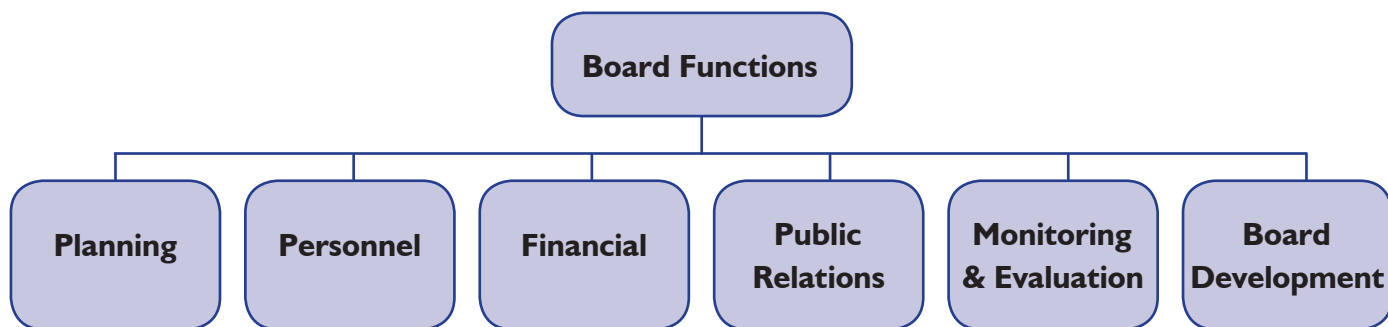 Board Functions
Planning
Personnel
Financial
Public
Relations
Monitoring
& Evaluation
Board
Development